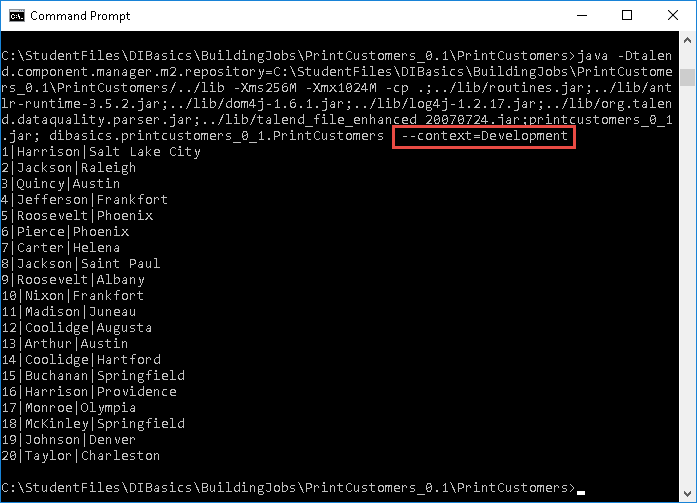 Command Prompt
C:\StudentFiles\DIBasics\BuildingJobs\PrintCustomers_0.1\PrintCustomers>java -Dtalen
d.component.manager.m2.repository=C:\StudentFiles\DIBasics\BuildingJobs\PrintCustome
rs_0.1\PrintCustomers/../lib -Xms256M -Xmx1024M -cp .;../lib/routines.jar;../lib/ant
lr-runtime-3.5.2.jar;../lib/dom4j-1.6.1.jar;../lib/log4j-1.2.17.jar;../lib/org.talen
d.dataquality.parser.jar;../lib/talend_file_enhanced_20070724.jar;printcustomers_0_1
.jar; dibasics.printcustomers_0_1.PrintCustomers  --context=Development
1|Harrison|Salt Lake City
2|Jackson|Raleigh
3|Quincy|Austin
4|Jefferson|Frankfort
5|Roosevelt|Phoenix
6|Pierce|Phoenix
7|Carter|Helena
8|Jackson|Saint Paul
9|Roosevelt|Albany
10|Nixon|Frankfort
11|Madison|Juneau
12|Coolidge|Augusta
13|Arthur|Austin
14|Coolidge|Hartford
15|Buchanan|Springfield
16|Harrison|Providence
17|Monroe|Olympia
18|McKinley|Springfield
19|Johnson|Denver
20|Taylor|Charleston
C:\StudentFiles\DIBasics\BuildingJobs\PrintCustomers_0.1\PrintCustomers>